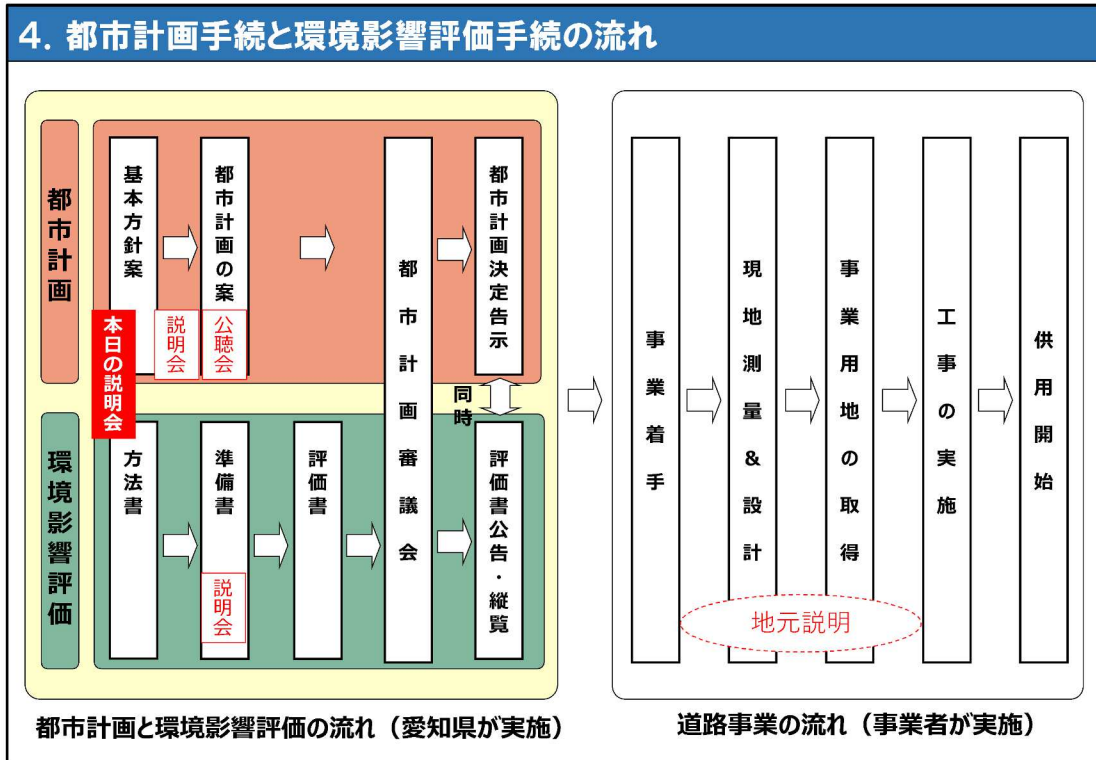 4. 都市計画手続と環境影響評価手続の流れ
都市計画
基本方針案
都市計画の案
都市計画審議会
都市計画決定告示
本日の説明会
説明会
公聴会
同時
環境影響評価
方法書
準備書
説明会
評価書
評価書公告・縦覧
都市計画と環境影響評価の流れ（愛知県が実施）
事業着手
現地測量&設計
事業用地の取得
工事の実施
供用開始
地元説明
道路事業の流れ（事業者が実施）